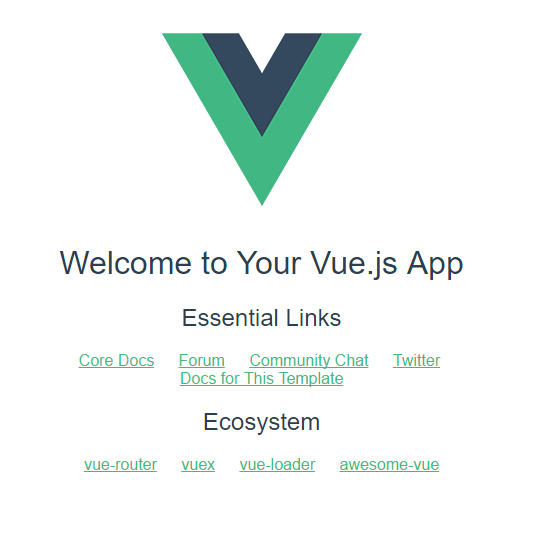 Welcome to Your Vue.js App
Essential Links
Core Docs Forum Community Chat Twitter
Docs for This Template
Ecosystem
vue-router vuex vue-loader awesome-vue